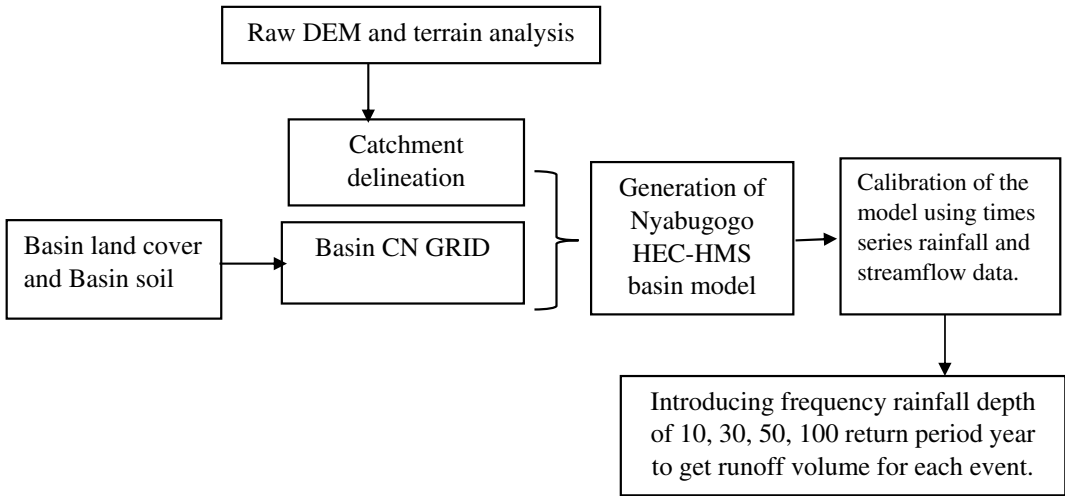 Raw DEM and terrain analysis
Catchment
delineation
Basin land cover
and Basin soil
Basin CN GRID
Generation of
Nyabugogo
HEC-HMS
basin model
Calibration of the
model using times
series rainfall and
streamflow data.
Introducing frequency rainfall depth
of 10, 30, 50, 100 return period year
to get runoff volume for each event.